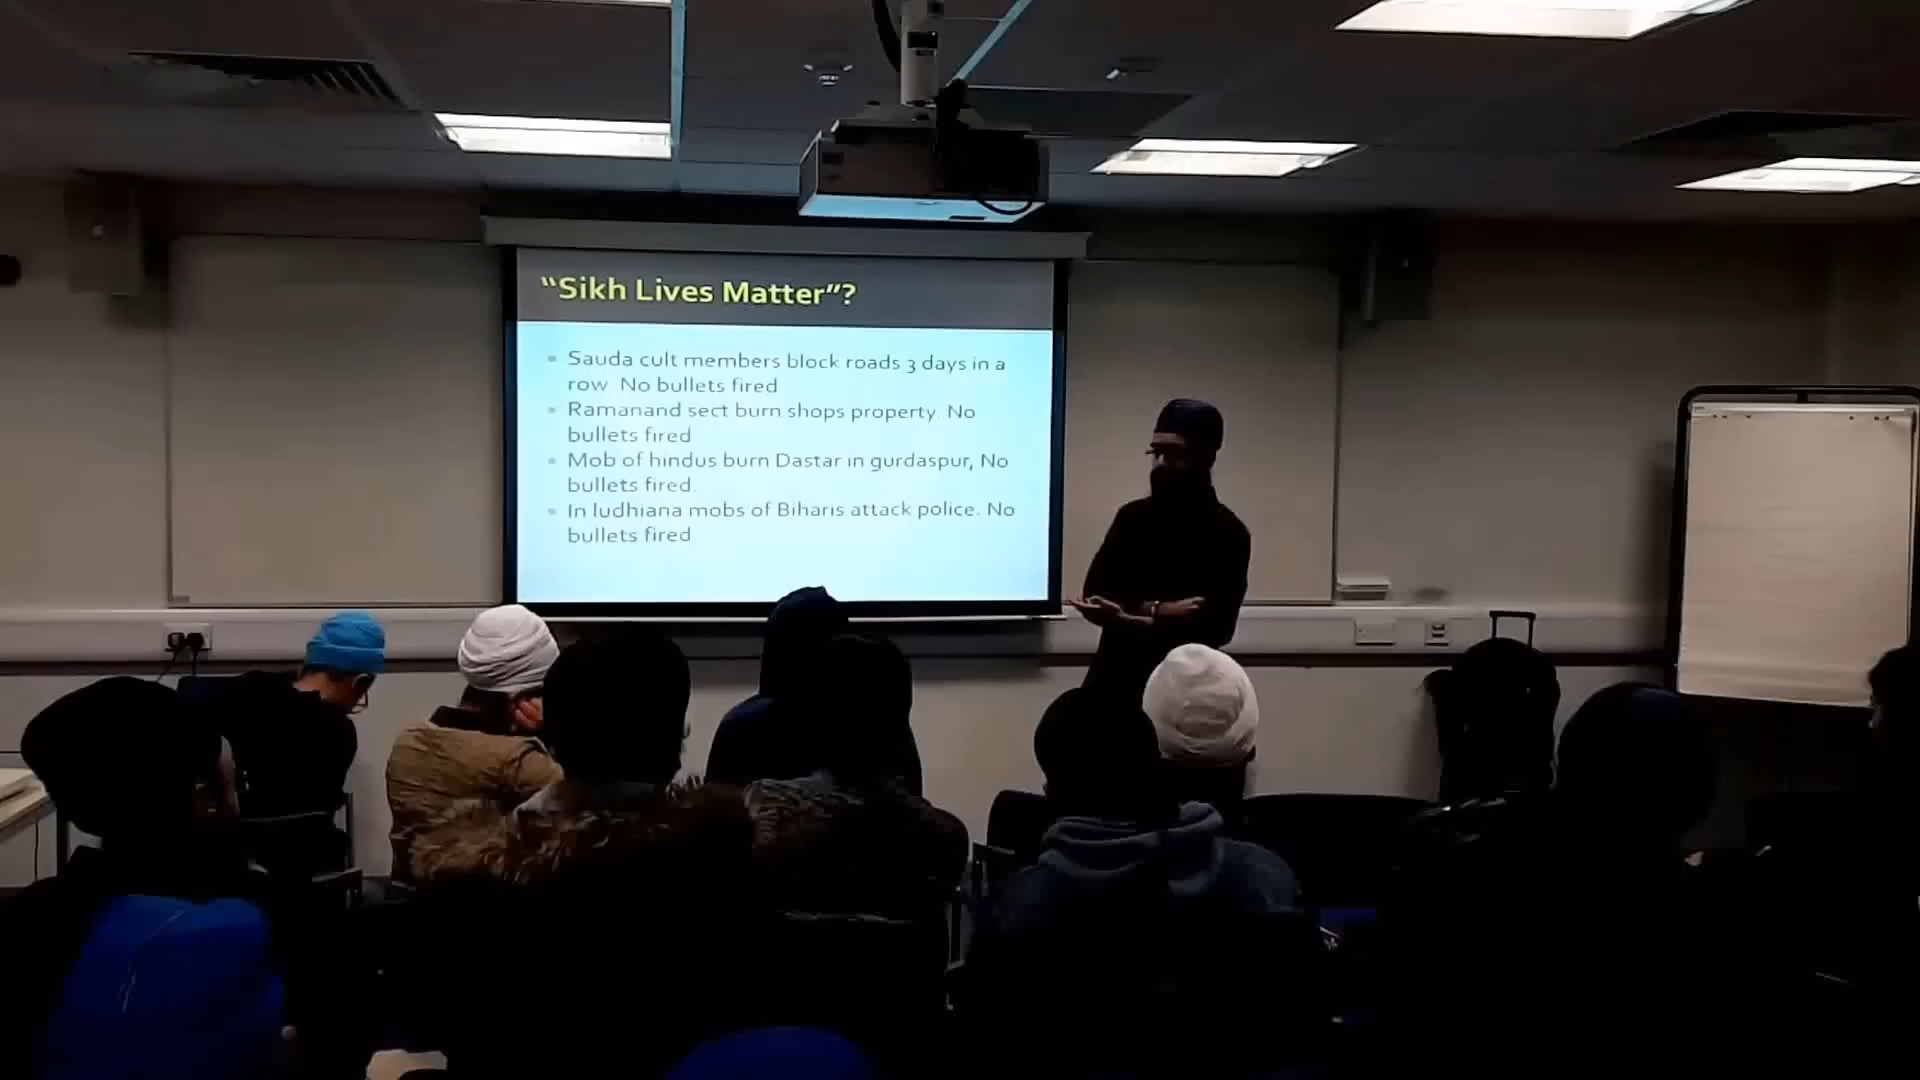 “Sikh Lives Matter”?
Sauda cult members block roads 3 days in a
row No bullets fired
Ramanand sect burn shops property. No
bullets fired
Mob of hindus burn Dastar in gurdaspur, No
bullets fired.
In ludhiana mobs of Biharis attack police. No
bullets fired